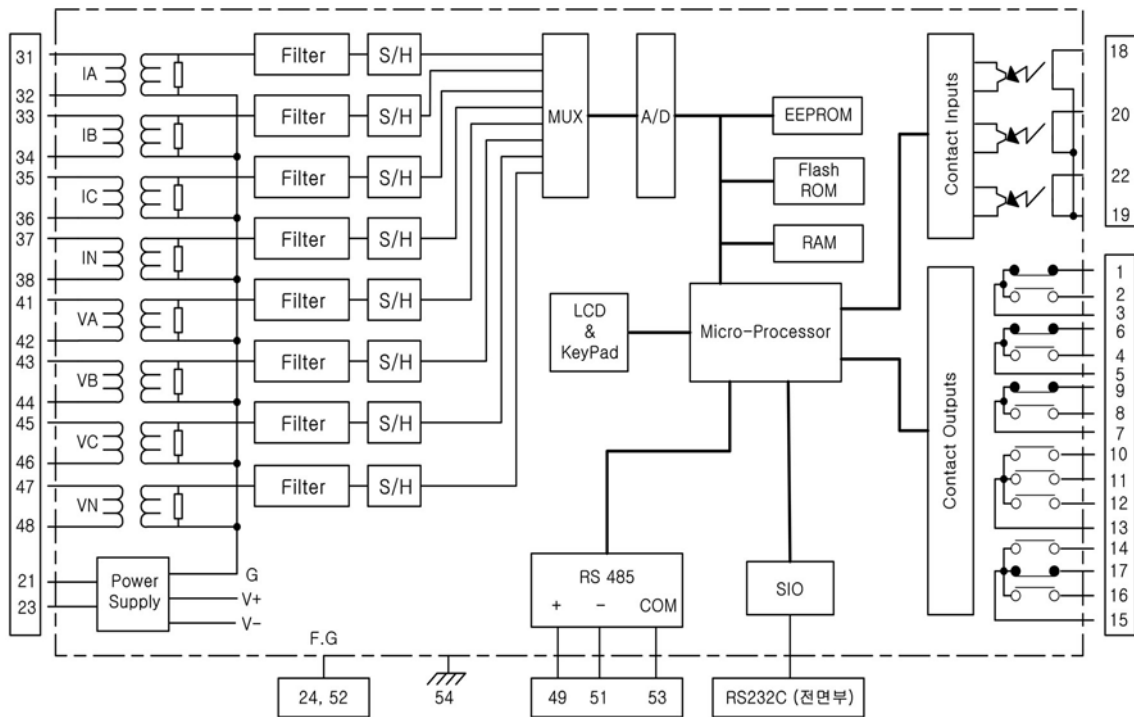 31
IA
32
33
IB
34
35
IC
36
37
IN
38
41
VA
42
43
VB
44
45
VC
46
47
VN
48
21
23
Power
Supply
G
V+
V-
Filter
S/H
Filter
S/H
Filter
S/H
Filter
S/H
Filter
S/H
Filter
S/H
Filter
S/H
Filter
S/H
MUX
A/D
EEPROM
Flash
ROM
RAM
LCD
&
KeyPad
Micro-Processor
RS 485
+ - COM
SIO
Contact Inputs
Contact Outputs
18
20
22
19
1
2
3
6
4
5
9
8
7
10
11
12
13
14
17
16
15
F.G
24, 52
54
49 51 53
RS232C (전면부)